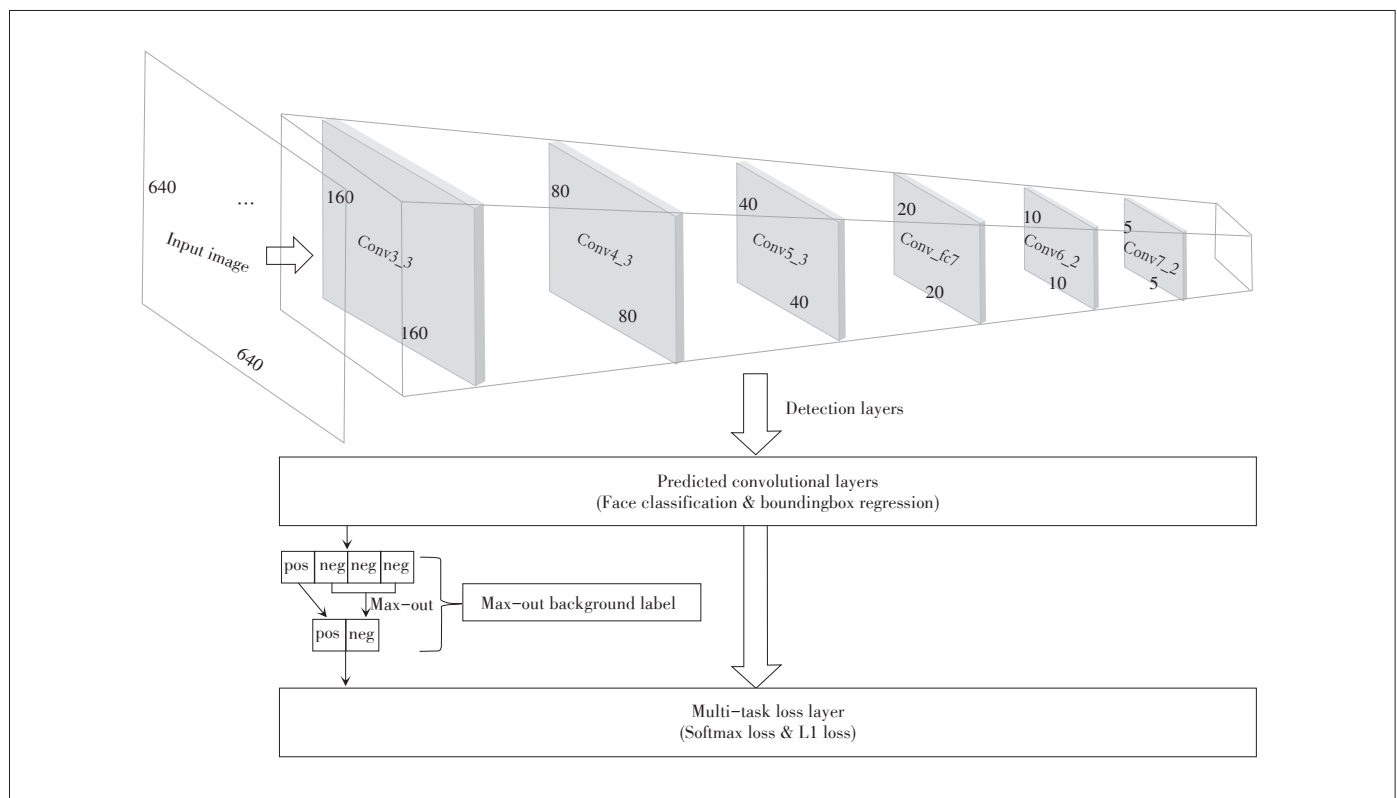 640
...
Input image
640
160
Conv3_3
160
80
Conv4_3
80
40
Conv5_3
40
20
Conv_fc7
20
10
Conv6_2
10
5
Conv7_2
5
Detection layers
Predicted convolutional layers
(Face classification & boundingbox regression)
pos neg neg neg
Max-out
Max-out background label
pos neg
Multi-task loss layer
(Softmax loss & L1 loss)